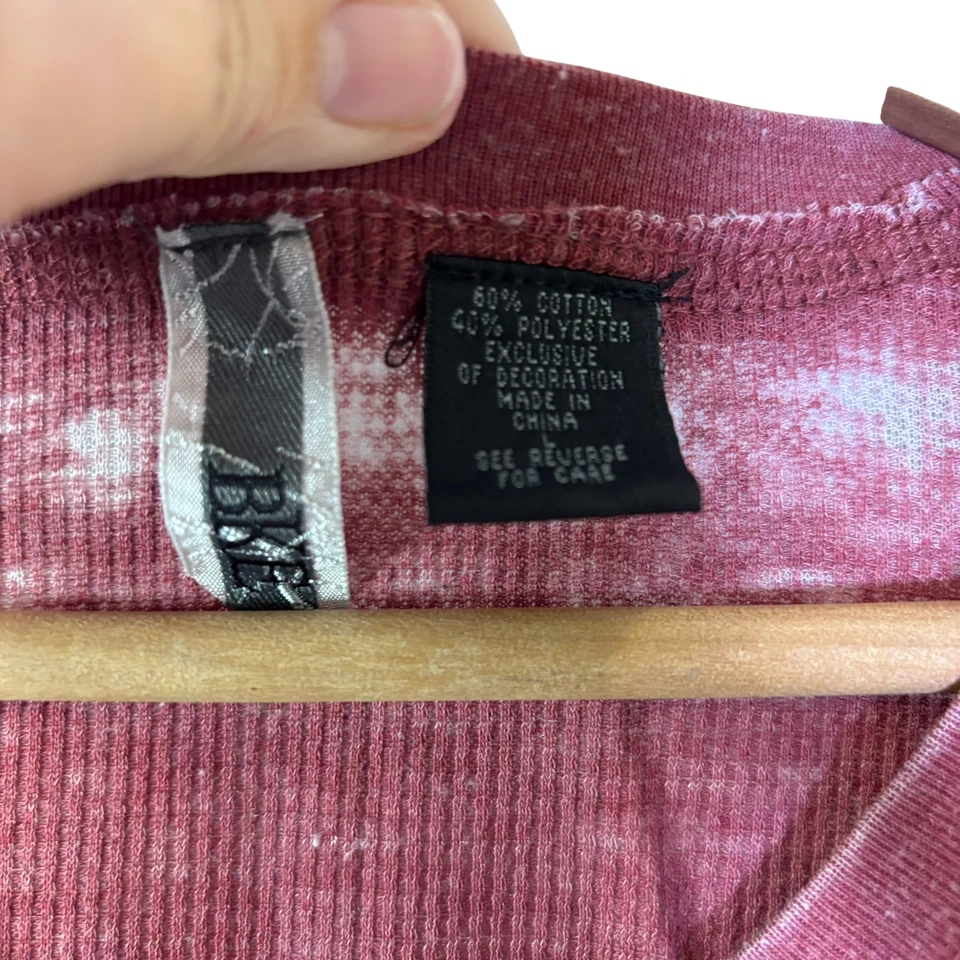 BKE
60% COTTON
40% POLYESTER
EXCLUSIVE
OF DECORATION
MADE IN
CHINA
L
SEE REVERSE
FOR CARE